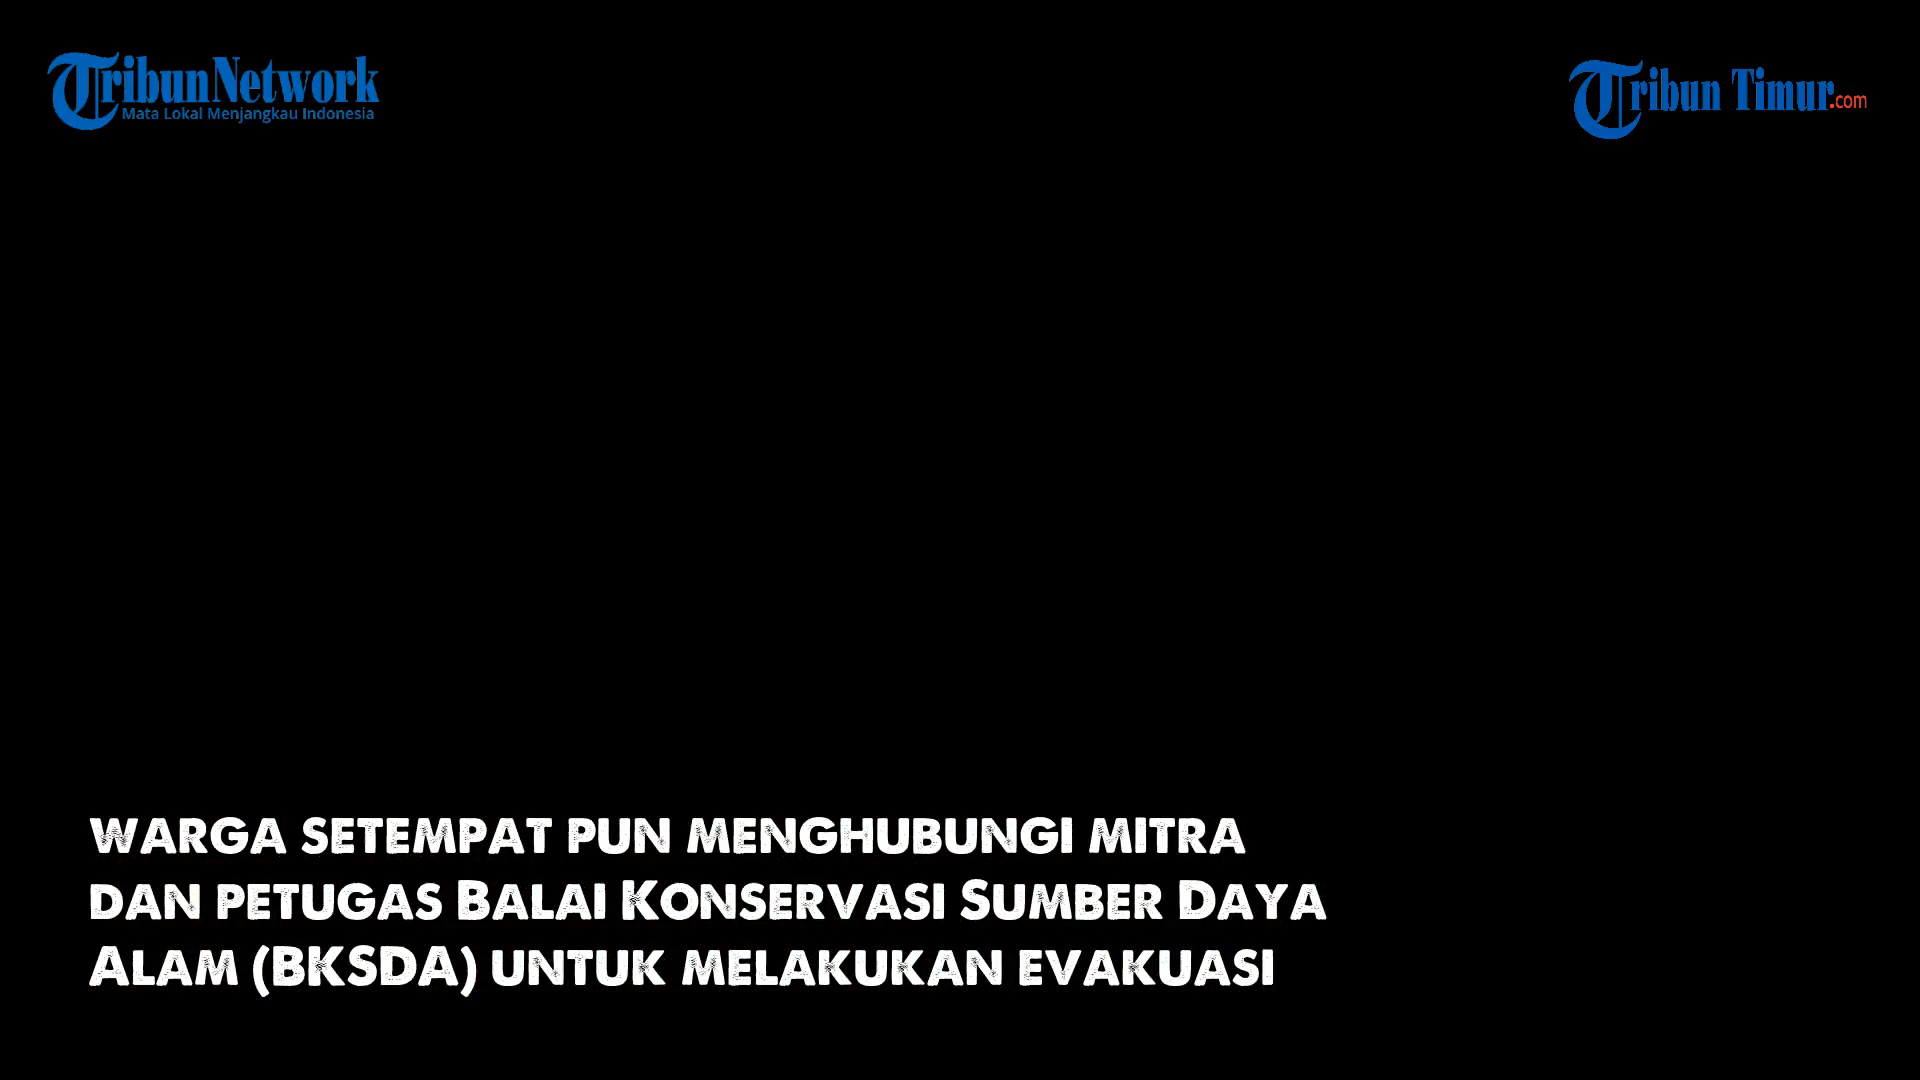 TribunNetwork
Mata Lokal Menjangkau Indonesia
Tribun Timur.com
WARGA SETEMPAT PUN MENGHUBUNGI MITRA
DAN PETUGAS BALAI KONSERVASI SUMBER DAYA
ALAM (BKSDA) UNTUK MELAKUKAN EVAKUASI